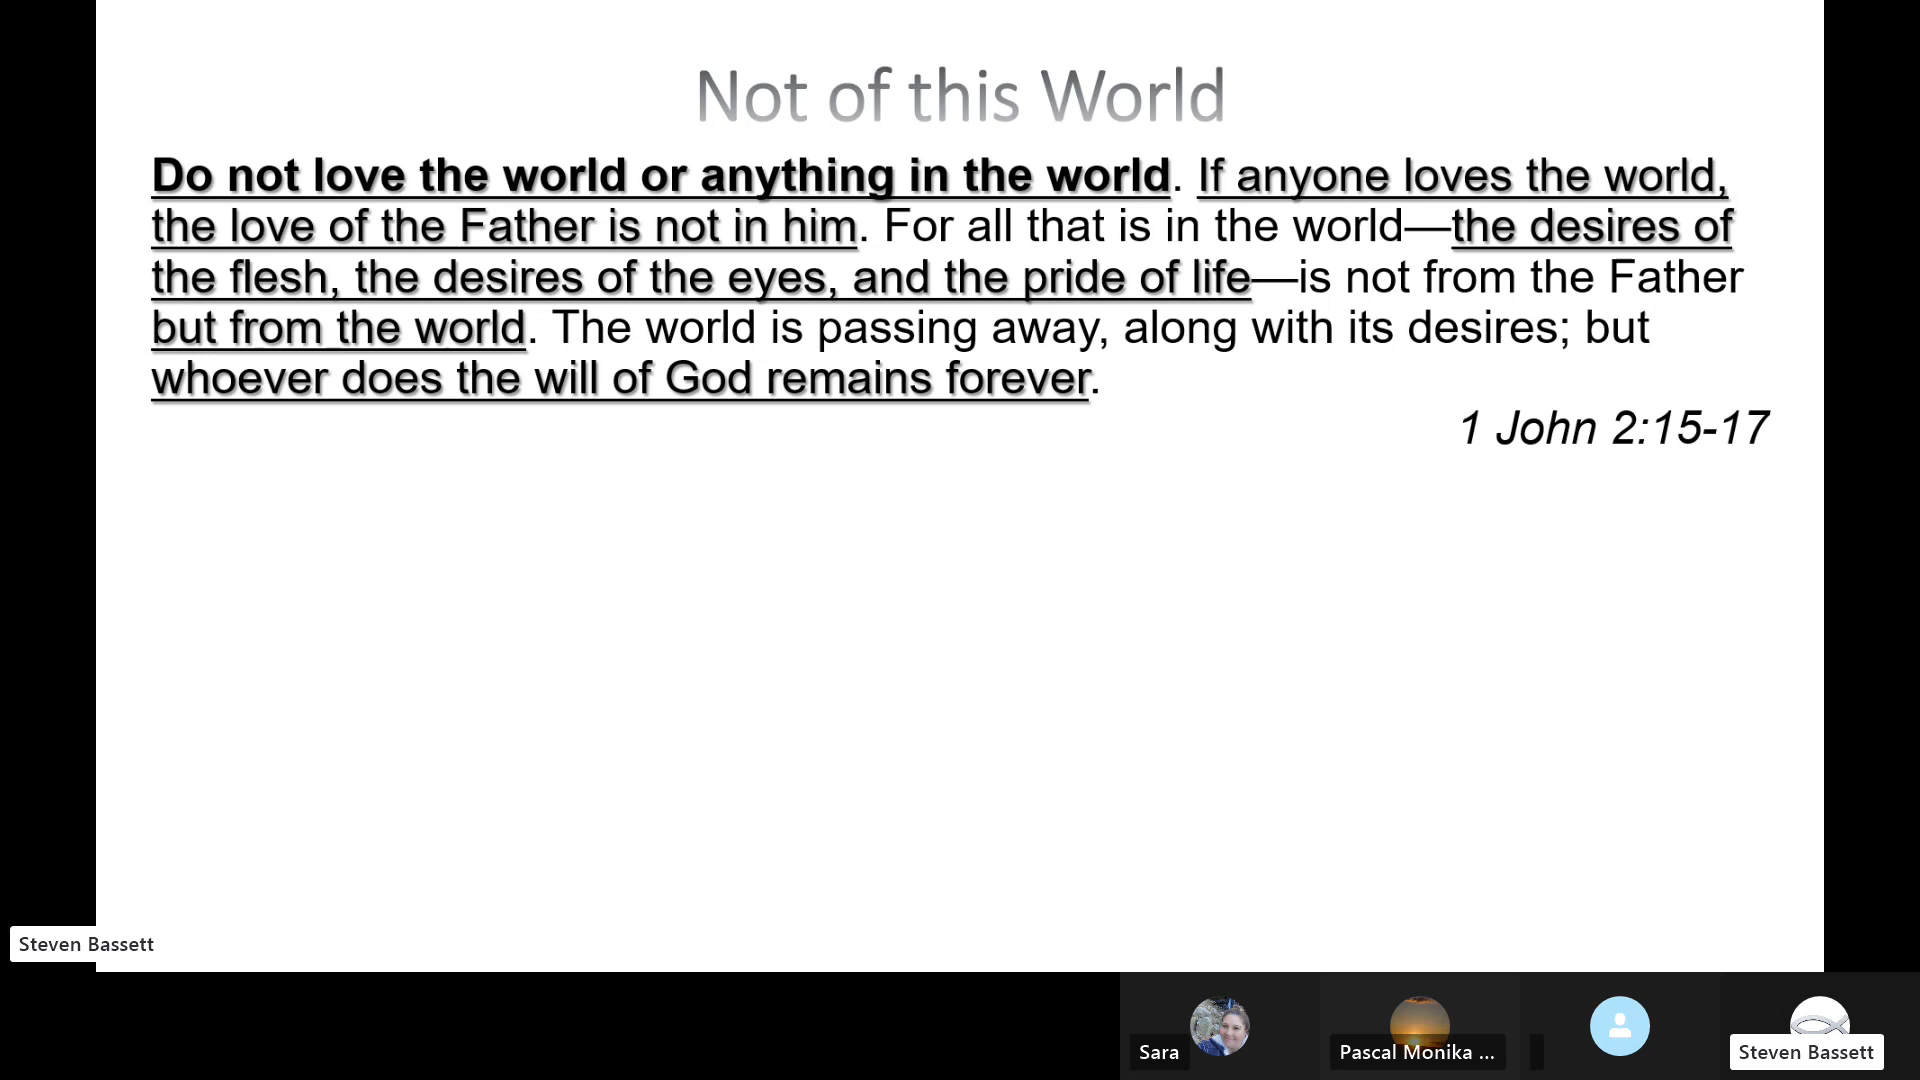 Not of this World
Do not love the world or anything in the world. If anyone loves the world,
the love of the Father is not in him. For all that is in the world—the desires of
the flesh, the desires of the eyes, and the pride of life—is not from the Father
but from the world. The world is passing away, along with its desires; but
whoever does the will of God remains forever.
1 John 2:15-17
Steven Bassett
Sara
Pascal Monika ...
Steven Bassett